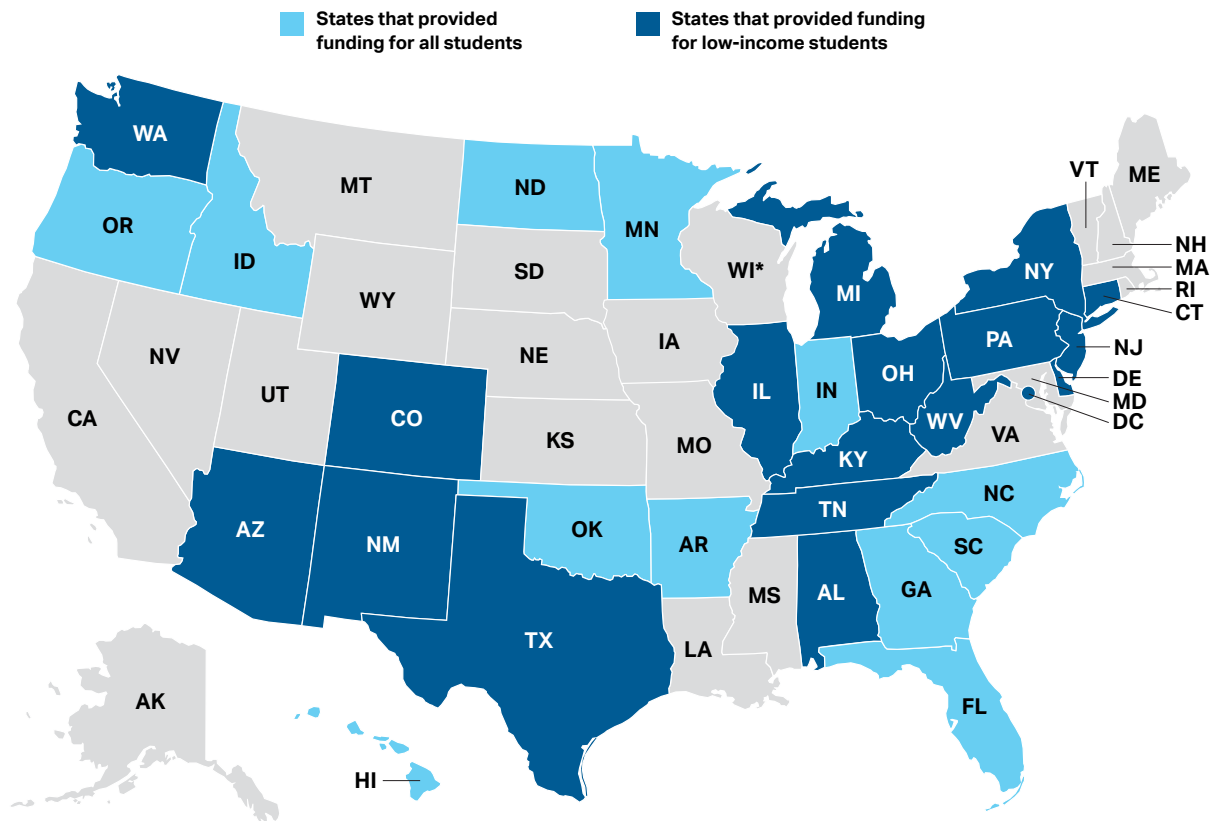 States that provided
funding for all students
States that provided funding
for low-income students
WA
MT
ND
MN
OR
ID
SD
WI*
WY
MI
NY
VT
ME
NH
MA
RI
CT
NV
NE
IA
PA
NJ
UT
CO
IL
IN
OH
DE
MD
DC
CA
KS
MO
WV
VA
KY
AZ
NM
OK
AR
TN
NC
SC
MS
AL
GA
TX
LA
AK
FL
HI